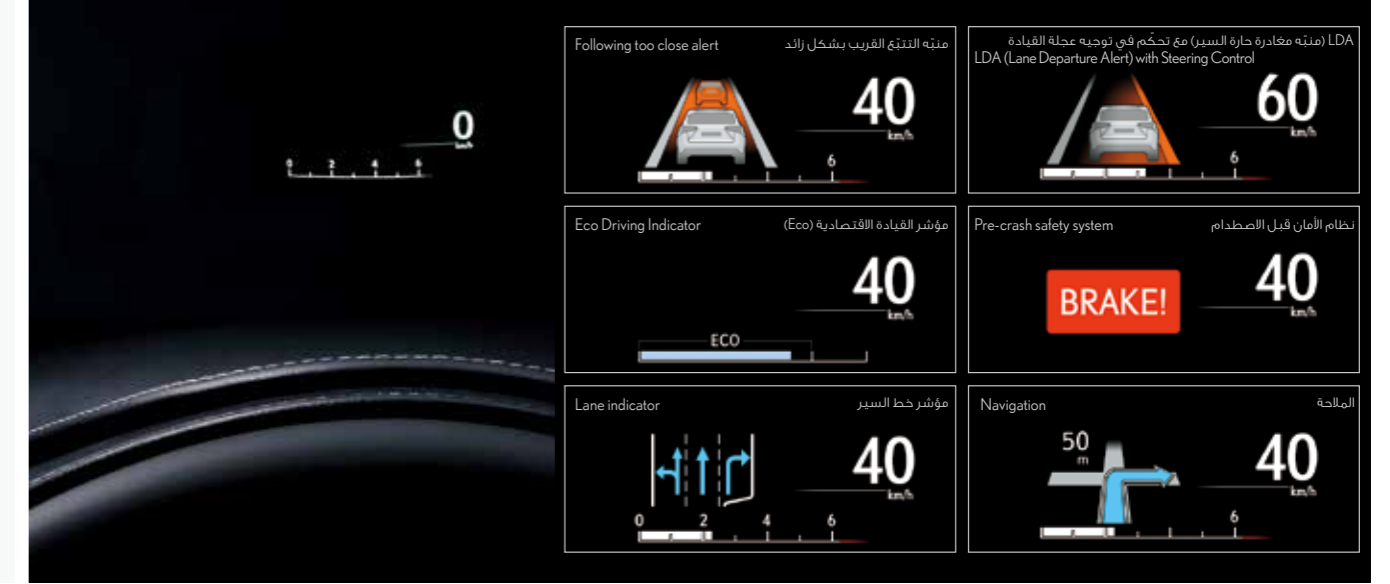 0
km/h
0 2 4 6
Following too close alert
منبّه التتبّع القريب بشكل زائد
40
km/h
6
LDA (منبّه مغادرة حارة السير) مع تحكّم في توجيه عجلة القيادة
LDA (Lane Departure Alert) with Steering Control
60
km/h
6
Eco Driving Indicator
مؤشر القيادة الاقتصادية (Eco)
40
km/h
ECO
Pre-crash safety system
نظام الأمان قبل الاصطدام
BRAKE!
40
km/h
Lane indicator
مؤشر خط السير
40
km/h
0 2 4 6
Navigation
الملاحة
50
m
40
km/h
6